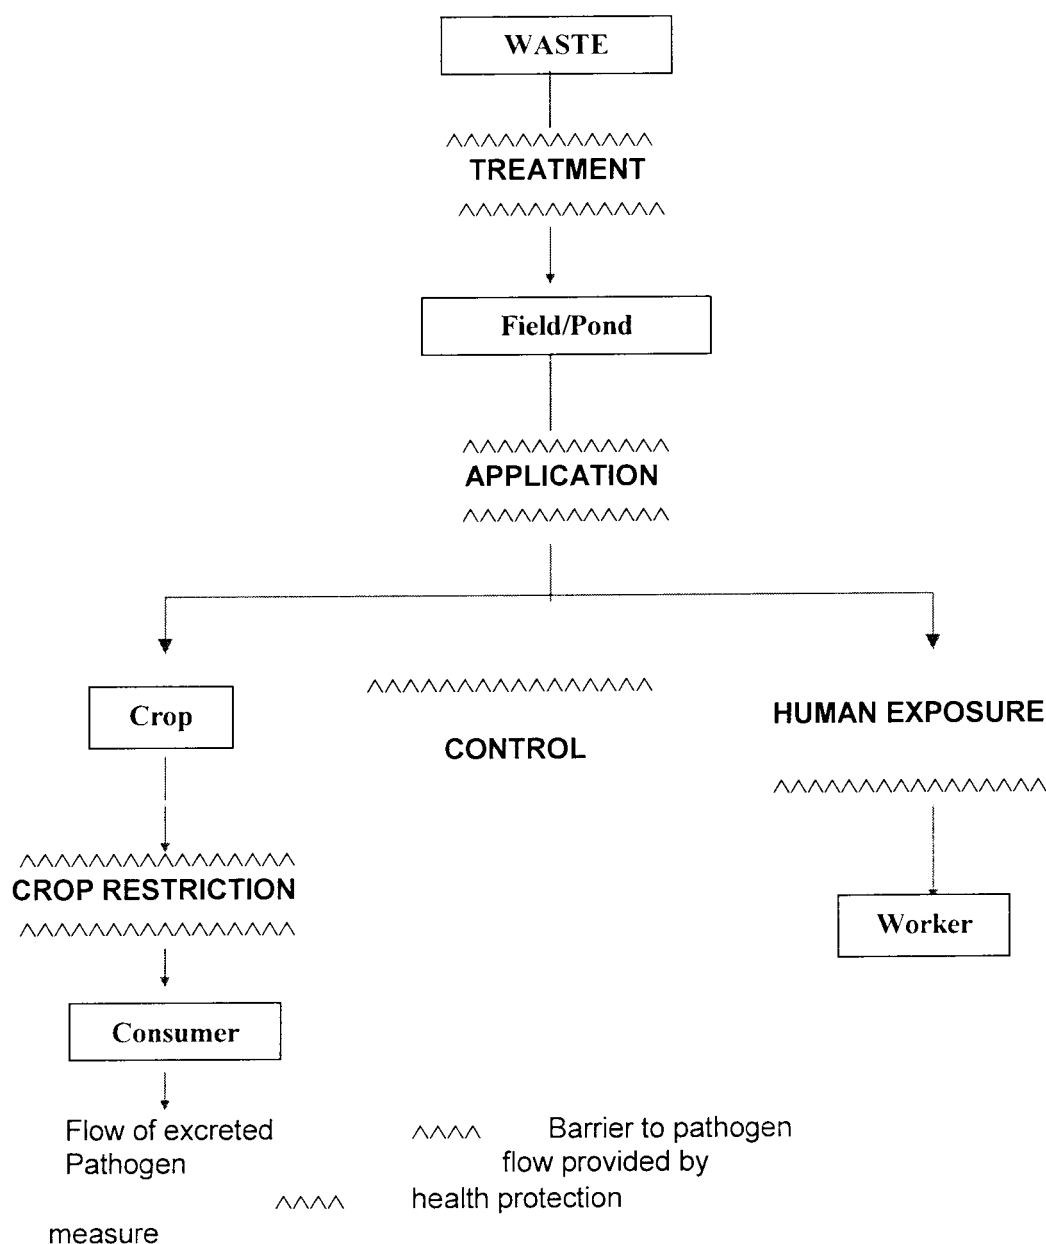 WASTE
^^^^^^^^^^^^
TREATMENT
^^^^^^^^^^^^
Field/Pond
^^^^^^^^^^^^
APPLICATION
^^^^^^^^^^^^
Crop
^^^^^^^^^^^^^^^^
CONTROL
HUMAN EXPOSURE
^^^^^^^^^^^^^^^^
^^^^^^^^^^^^^^^^
CROP RESTRICTION
^^^^^^^^^^^^^^^^
Worker
Consumer
Flow of excreted ^^^^ Barrier to pathogen
Pathogen flow provided by
^^^^ health protection
measure